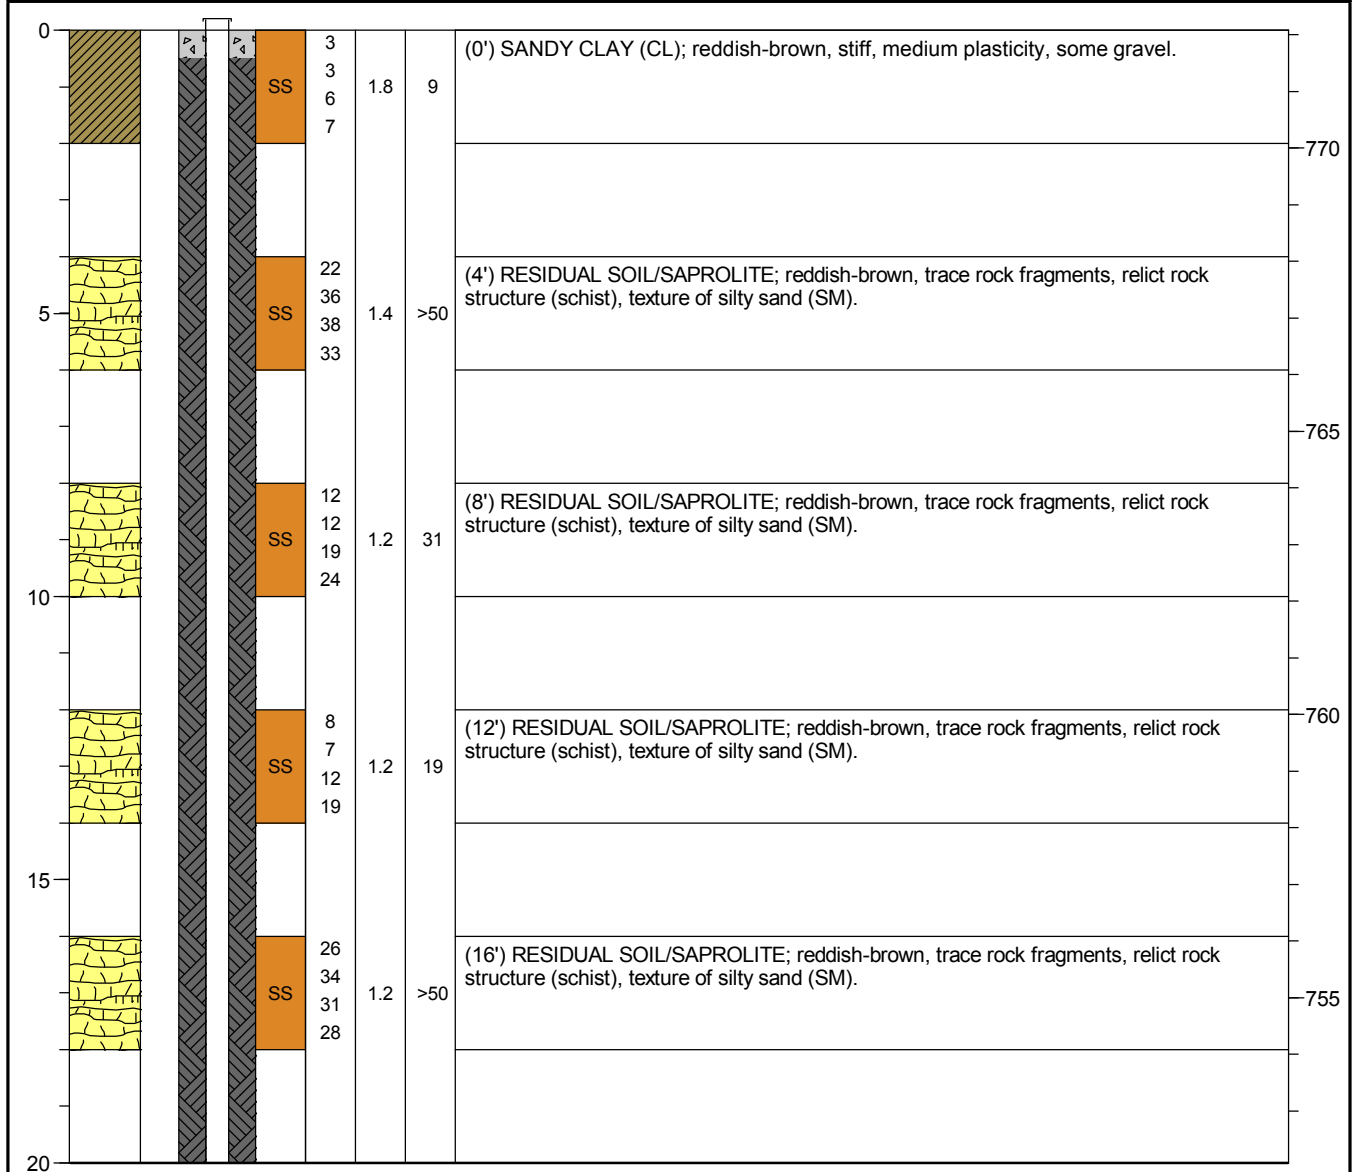 0
3
3
6
7
SS
1.8
9
(0') SANDY CLAY (CL); reddish-brown, stiff, medium plasticity, some gravel.
770
5
22
36
38
33
SS
1.4
>50
(4') RESIDUAL SOIL/SAPROLITE; reddish-brown, trace rock fragments, relict rock
structure (schist), texture of silty sand (SM).
765
12
12
19
24
SS
1.2
31
(8') RESIDUAL SOIL/SAPROLITE; reddish-brown, trace rock fragments, relict rock
structure (schist), texture of silty sand (SM).
10
8
7
12
19
SS
1.2
19
(12') RESIDUAL SOIL/SAPROLITE; reddish-brown, trace rock fragments, relict rock
structure (schist), texture of silty sand (SM).
760
15
26
34
31
28
SS
1.2
>50
(16') RESIDUAL SOIL/SAPROLITE; reddish-brown, trace rock fragments, relict rock
structure (schist), texture of silty sand (SM).
755
20